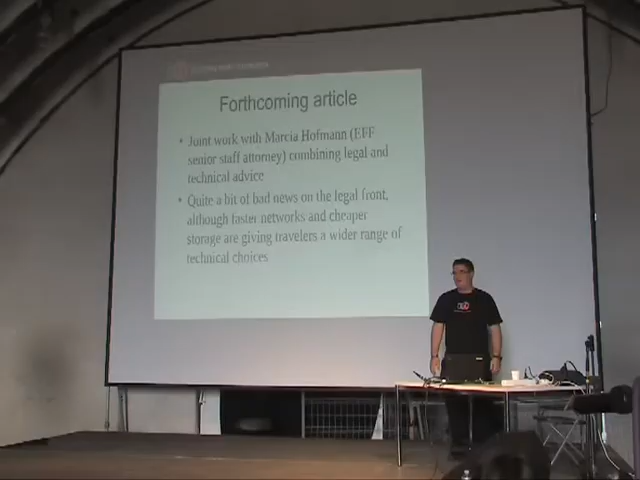 Forthcoming article
• Joint work with Marcia Hofmann (EFF
senior staff attorney) combining legal and
technical advice
• Quite a bit of bad news on the legal front,
although faster networks and cheaper
storage are giving travelers a wider range of
technical choices